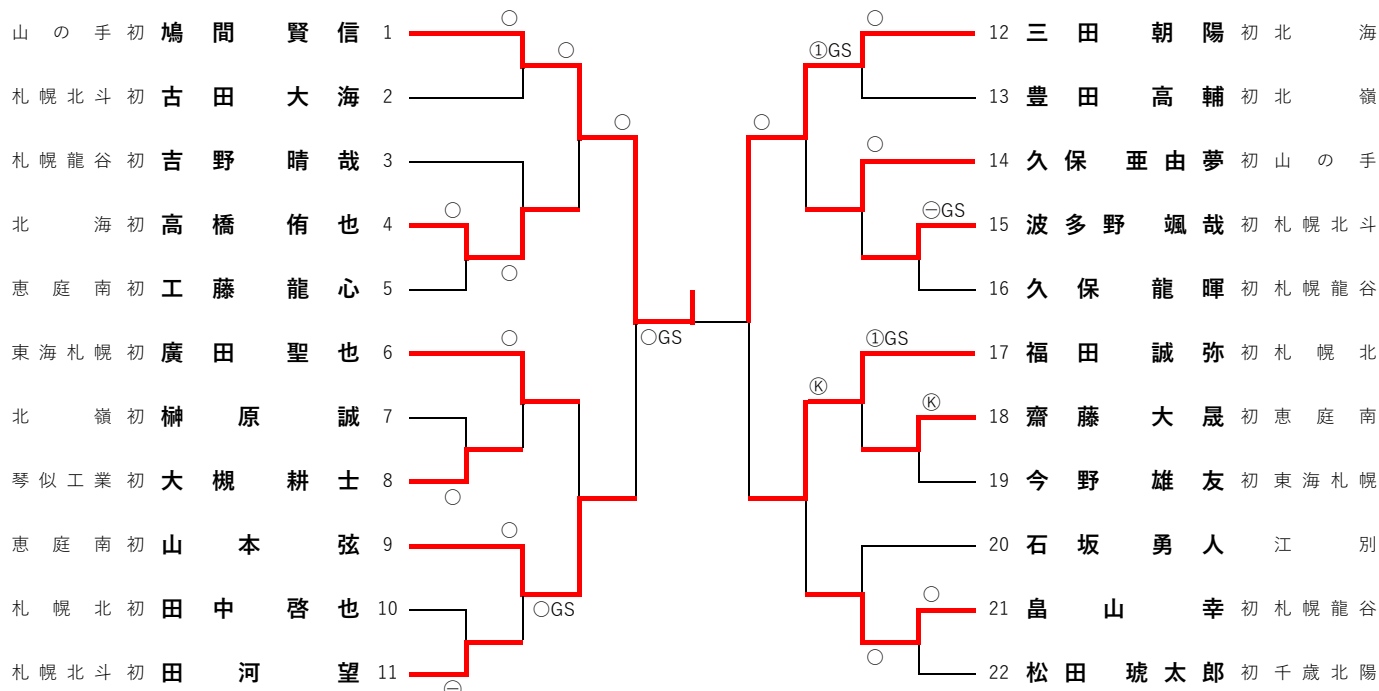 ○ ○
山の手 初 鳩間賢信 1 12 三田朝陽 初 北海
○ ①GS
札幌北斗 初 古田大海 2 13 豊田高輔 初 北嶺
○ ○ ○
札幌龍谷 初 吉野晴哉 3 14 久保亜由夢 初 山の手
○ ㊀GS
北海 初 高橋侑也 4 15 波多野颯哉 初 札幌北斗
○
恵庭南 初 工藤龍心 5 16 久保龍暉 初 札幌龍谷
○ ○GS ①GS
東海札幌 初 廣田聖也 6 17 福田誠弥 初 札幌北
Ⓚ Ⓚ
北嶺 初 榊原誠 7 18 齋藤大晟 初 恵庭南
琴似工業 初 大槻耕士 8 19 今野雄友 初 東海札幌
○
○
恵庭南 初 山本弦 9 20 石坂勇人 江別
○
札幌北 初 田中啓也 10 ○GS 21 畠山幸 初 札幌龍谷
○
札幌北斗 初 田河望 11 22 松田琥太郎 初 千歳北陽
㊀